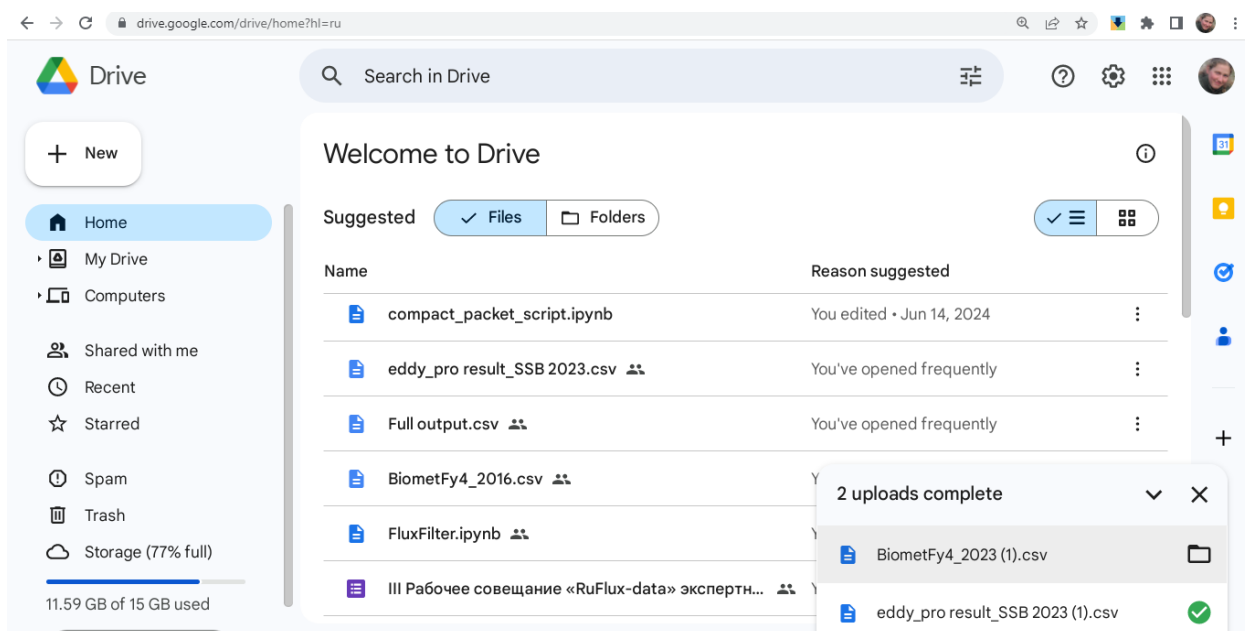 drive.google.com/drive/home?hl=ru
Drive
Search in Drive
New
Welcome to Drive
31
Home
Suggested
Files
Folders
My Drive
Name
Reason suggested
Computers
compact_packet_script.ipynb
You edited • Jun 14, 2024
Shared with me
eddy_pro result_SSB 2023.csv
You've opened frequently
Recent
Starred
Full output.csv
You've opened frequently
Spam
BiometFy4_2016.csv
2 uploads complete
Trash
FluxFilter.ipynb
Storage (77% full)
BiometFy4_2023 (1).csv
III Рабочее совещание «RuFlux-data» экспертн...
11.59 GB of 15 GB used
eddy_pro result_SSB 2023 (1).csv